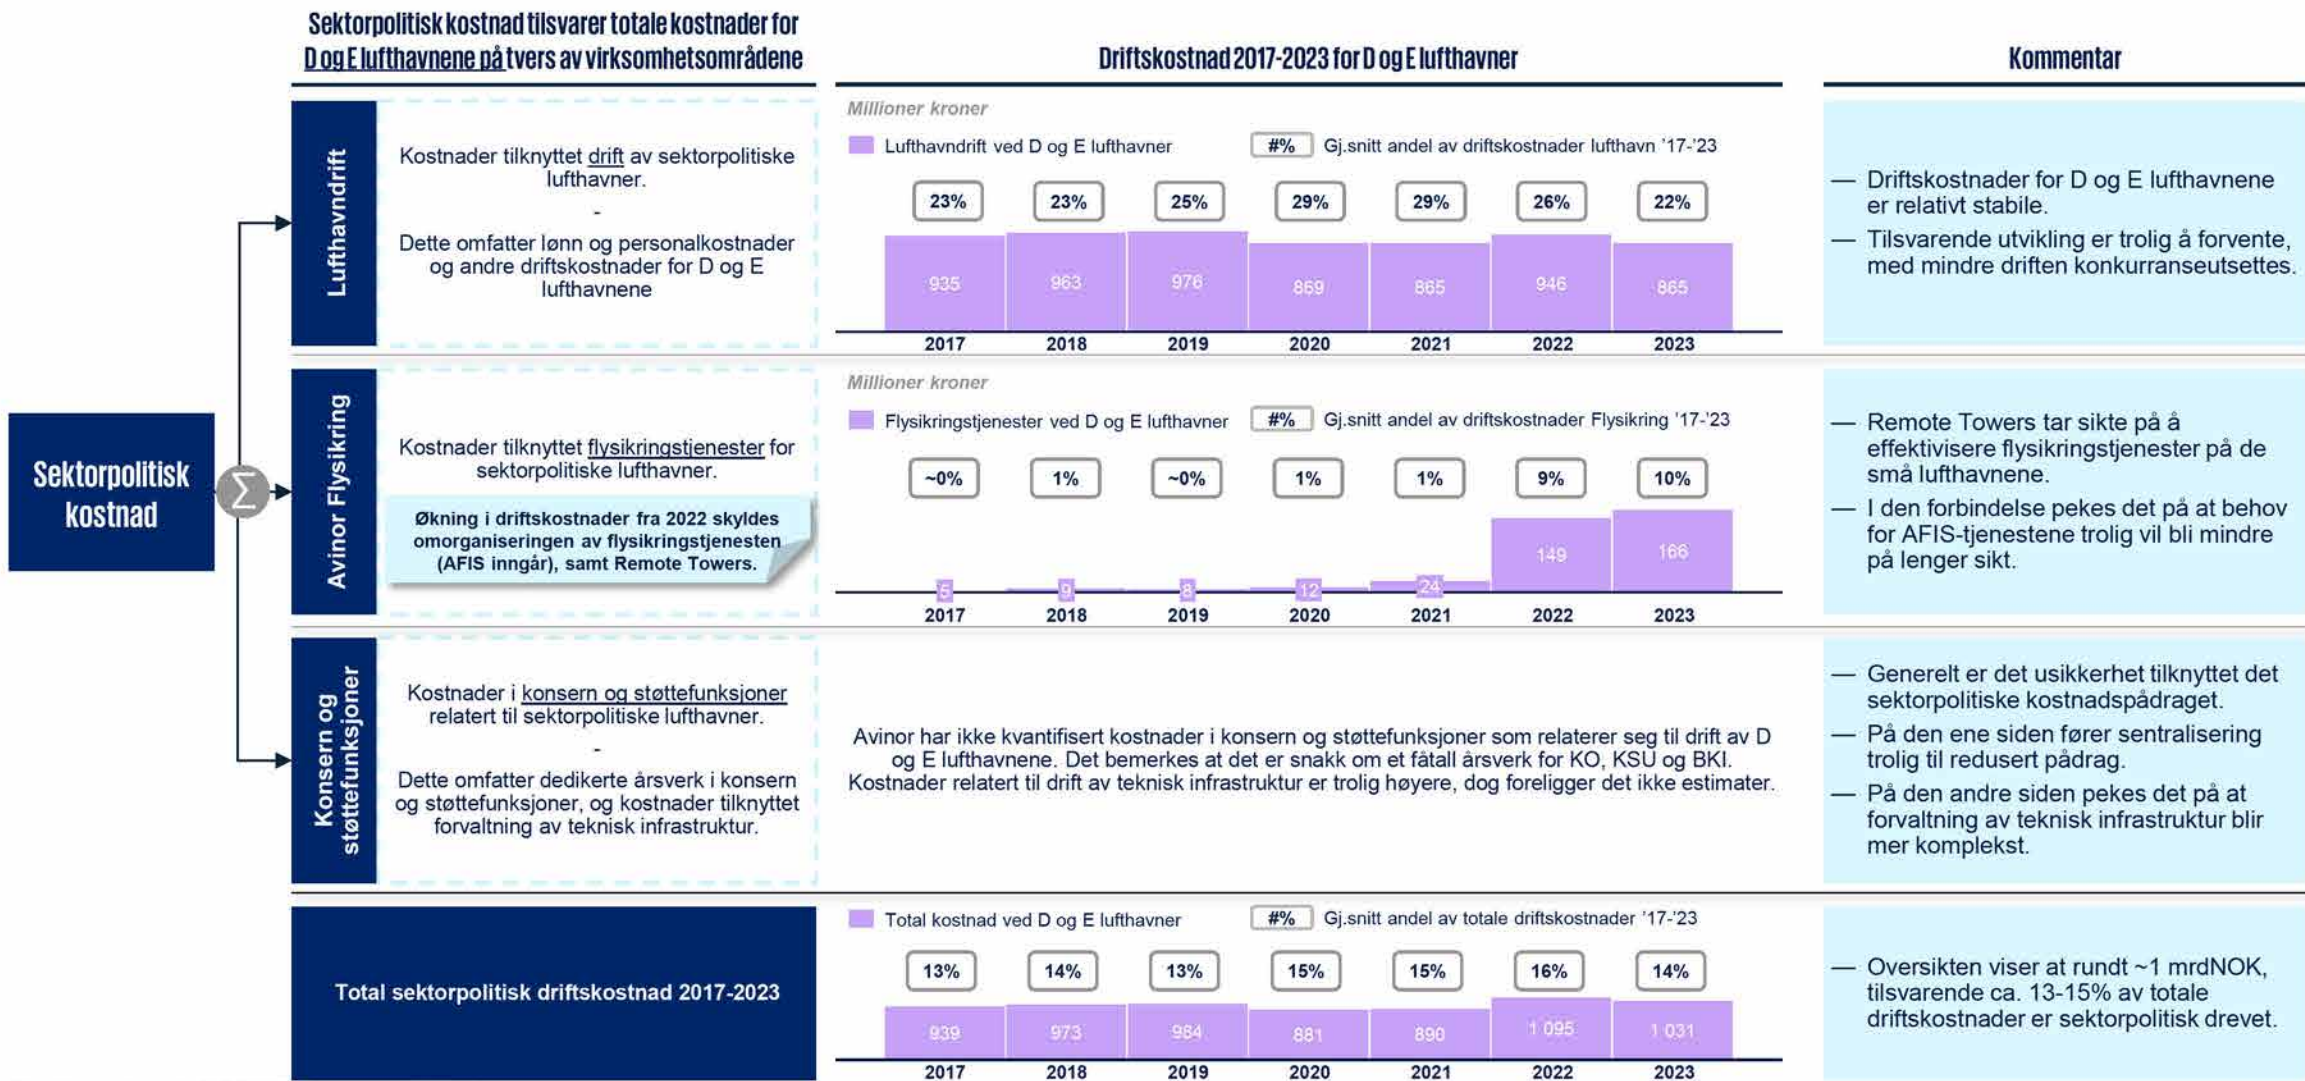 Sektorpolitisk kostnad tilsvarer totale kostnader for
D og E lufthavnene på tvers av virksomhetsområdene
Driftskostnad 2017-2023 for D og E lufthavner
Kommentar
Sektorpolitisk
kostnad
Σ
Lufthavndrift
Kostnader tilknyttet drift av sektorpolitiske
lufthavner.
-
Dette omfatter lønn og personalkostnader
og andre driftskostnader for D og E
lufthavnene
Millioner kroner
Lufthavndrift ved D og E lufthavner
#% Gj.snitt andel av driftskostnader lufthavn '17-'23
23% 23% 25% 29% 29% 26% 22%
935 963 976 869 865 946 865
2017 2018 2019 2020 2021 2022 2023
— Driftskostnader for D og E lufthavnene
er relativt stabile.
— Tilsvarende utvikling er trolig å forvente,
med mindre driften konkurranseutsettes.
Avinor Flysikring
Kostnader tilknyttet flysikringstjenester for
sektorpolitiske lufthavner.
Økning i driftskostnader fra 2022 skyldes
omorganiseringen av flysikringstjenesten
(AFIS inngår), samt Remote Towers.
Millioner kroner
Flysikringstjenester ved D og E lufthavner
#% Gj.snitt andel av driftskostnader Flysikring '17-'23
~0% 1% ~0% 1% 1% 9% 10%
5 9 8 12 24 149 166
2017 2018 2019 2020 2021 2022 2023
— Remote Towers tar sikte på å
effektivisere flysikringstjenester på de
små lufthavnene.
— I den forbindelse pekes det på at behov
for AFIS-tjenestene trolig vil bli mindre
på lenger sikt.
Konsern og
støttefunksjoner
Kostnader i konsern og støttefunksjoner
relatert til sektorpolitiske lufthavner.
-
Dette omfatter dedikerte årsverk i konsern
og støttefunksjoner, og kostnader tilknyttet
forvaltning av teknisk infrastruktur.
Avinor har ikke kvantifisert kostnader i konsern og støttefunksjoner som relaterer seg til drift av D
og E lufthavnene. Det bemerkes at det er snakk om et fåtall årsverk for KO, KSU og BKI.
Kostnader relatert til drift av teknisk infrastruktur er trolig høyere, dog foreligger det ikke estimater.
— Generelt er det usikkerhet tilknyttet det
sektorpolitiske kostnadspådraget.
— På den ene siden fører sentralisering
trolig til redusert pådrag.
— På den andre siden pekes det på at
forvaltning av teknisk infrastruktur blir
mer komplekst.
Total sektorpolitisk driftskostnad 2017-2023
Total kostnad ved D og E lufthavner
#% Gj.snitt andel av totale driftskostnader '17-'23
13% 14% 13% 15% 15% 16% 14%
939 973 984 881 890 1 095 1 031
2017 2018 2019 2020 2021 2022 2023
— Oversikten viser at rundt ~1 mrdNOK,
tilsvarende ca. 13-15% av totale
driftskostnader er sektorpolitisk drevet.